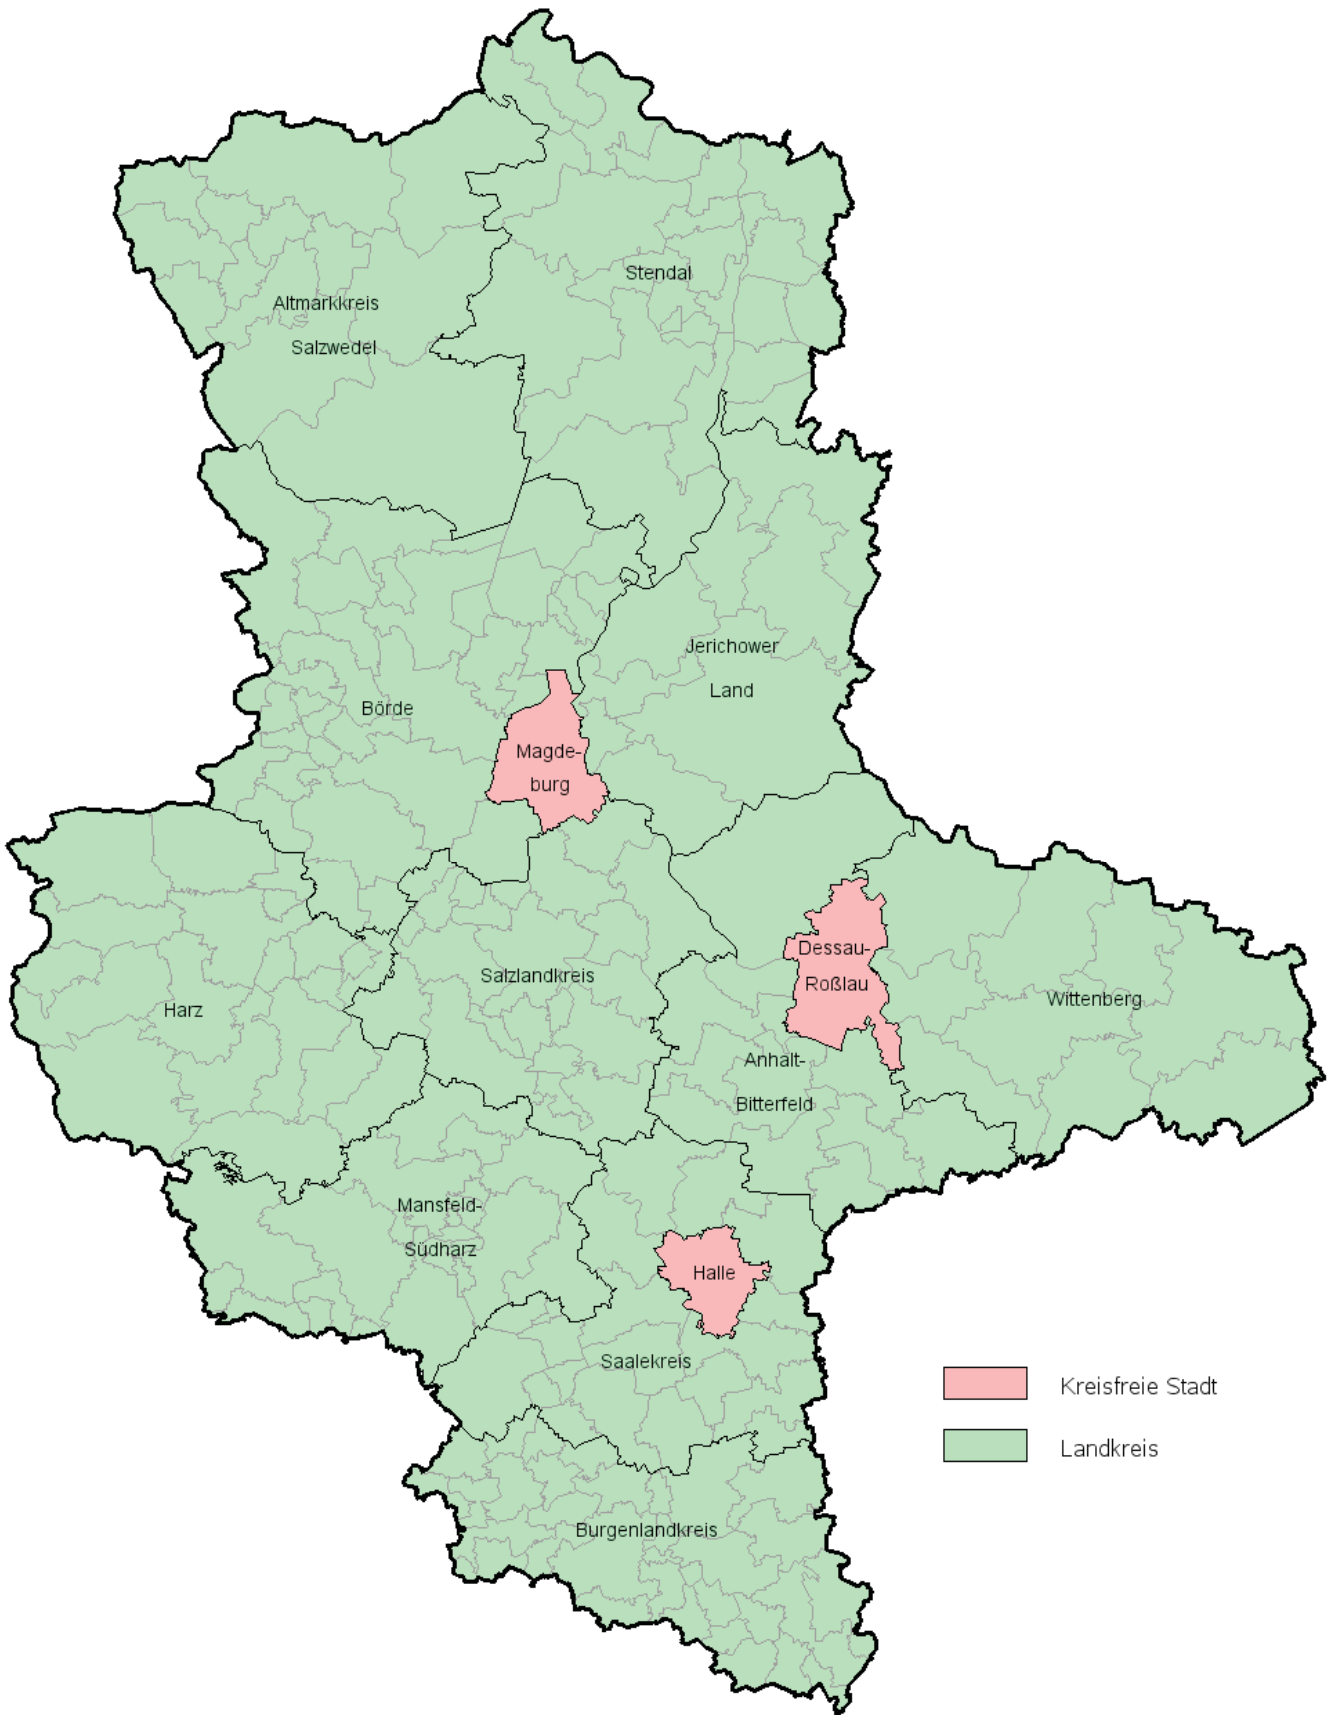 Stendal
Altmarkkreis
Salzwedel
Jerichower
Land
Börde
Magde-
burg
Dessau-
Roßlau
Salzlandkreis
Wittenberg
Harz
Anhalt-
Bitterfeld
Mansfeld-
Südharz
Halle
Saalekreis
Kreisfreie Stadt
Landkreis
Burgenlandkreis